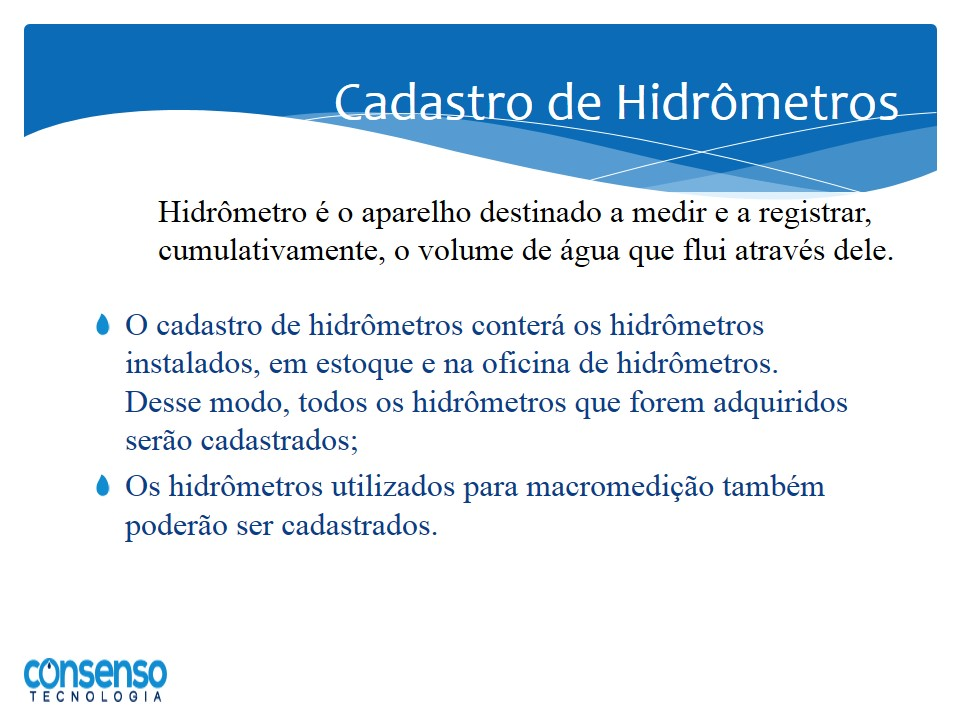 Cadastro de Hidrômetros
Hidrômetro é o aparelho destinado a medir e a registrar,
cumulativamente, o volume de água que flui através dele.
O cadastro de hidrômetros conterá os hidrômetros
instalados, em estoque e na oficina de hidrômetros.
Desse modo, todos os hidrômetros que forem adquiridos
serão cadastrados;
Os hidrômetros utilizados para macromedição também
poderão ser cadastrados.
consenso
TECNOLOGIA